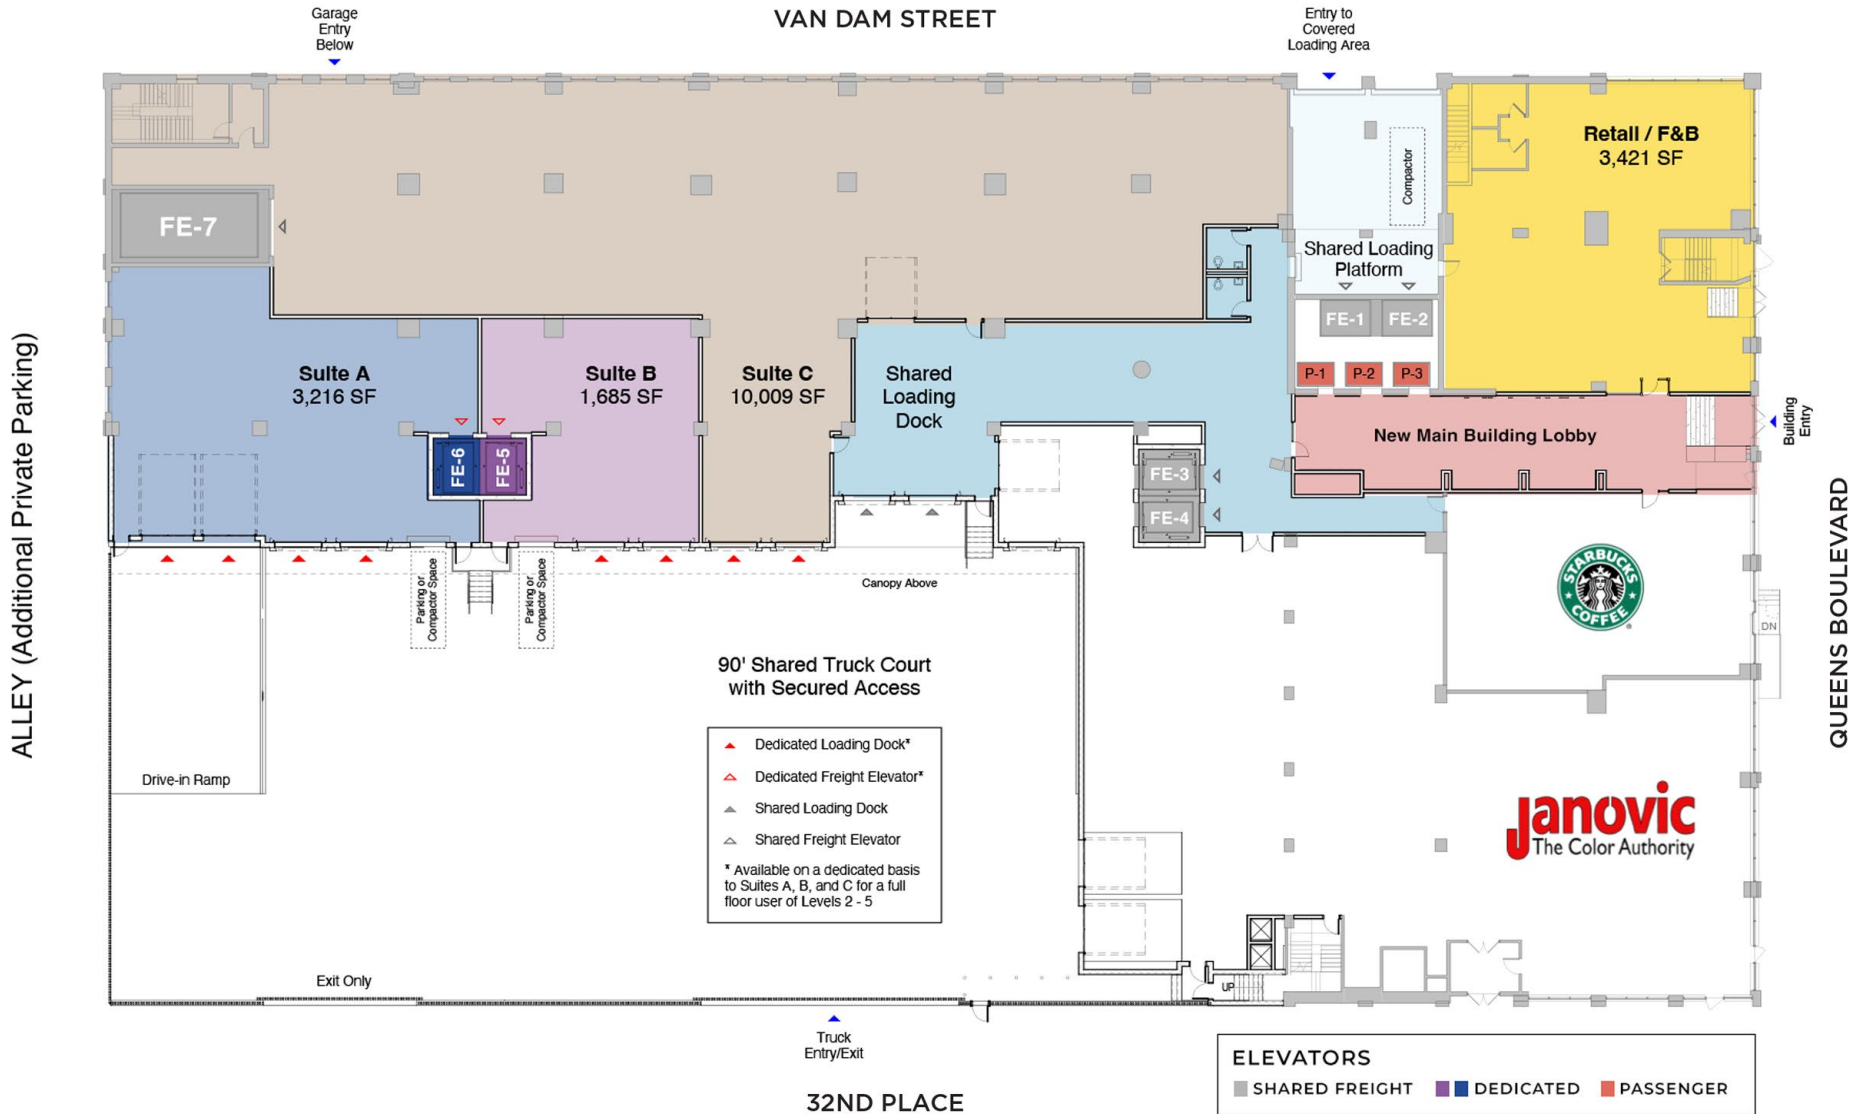 VAN DAM STREET
Garage
Entry
Below
Entry to
Covered
Loading Area
FE-7
Compactor
Retail / F&B
3,421 SF
Shared Loading
Platform
FE-1
FE-2
P-1
P-2
P-3
Suite A
3,216 SF
Suite B
1,685 SF
Suite C
10,009 SF
Shared
Loading
Dock
FE-6
FE-5
FE-3
FE-4
New Main Building Lobby
Building
Entry
ALLEY (Additional Private Parking)
QUEENS BOULEVARD
Parking or
Compactor Space
Parking or
Compactor Space
Canopy Above
STARBUCKS
COFFEE
®
DN
90' Shared Truck Court
with Secured Access
Dedicated Loading Dock*
Dedicated Freight Elevator*
Shared Loading Dock
Shared Freight Elevator
* Available on a dedicated basis
to Suites A, B, and C for a full
floor user of Levels 2 - 5
Drive-in Ramp
Janovic
The Color Authority
Exit Only
UP
Truck
Entry/Exit
32ND PLACE
ELEVATORS
SHARED FREIGHT
DEDICATED
PASSENGER